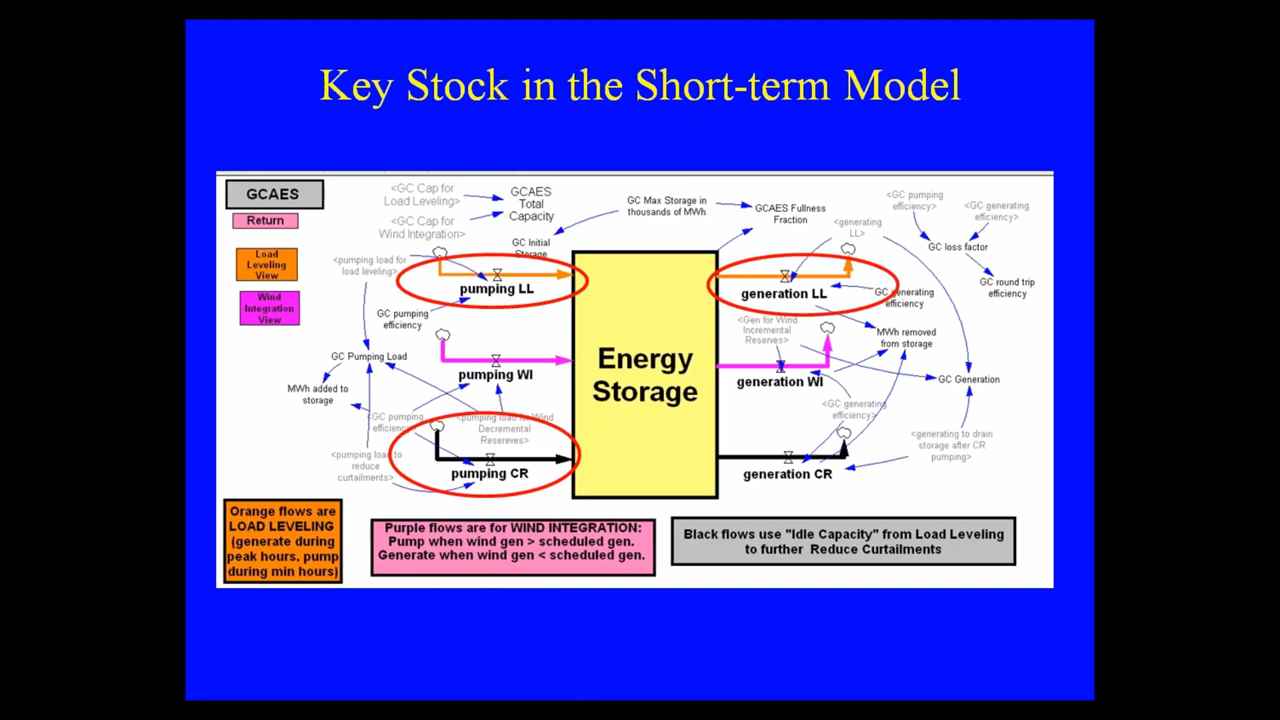 Key Stock in the Short-term Model
GCAES
Return
Load
Leveling
View
Wind
Integration
View
<GC Cap for
Load Leveling>
<GC Cap for
Wind Integration>
GCAES
Total
Capacity
GC Initial
Storage
GC Max Storage in
thousands of MWh
GCAES Fullness
Fraction
<generating
LL>
<GC pumping
efficiency>
<GC generating
efficiency>
GC loss factor
GC round trip
efficiency
<pumping load for
load leveling>
pumping LL
GC pumping
efficiency
generation LL
GC generating
efficiency
<Gen for Wind
Incremental
Reserves>
MWh removed
from storage
GC Pumping Load
pumping WI
Energy
Storage
generation WI
GC Generation
MWh added to
storage
<GC pumping
efficiency>
<pumping load for Wind
Decremental
Resereves>
<GC generating
efficiency>
<pumping load to
reduce
curtailments>
pumping CR
generation CR
<generating to drain
storage after CR
pumping>
Orange flows are
LOAD LEVELING
(generate during
peak hours, pump
during min hours)
Purple flows are for WIND INTEGRATION:
Pump when wind gen > scheduled gen.
Generate when wind gen < scheduled gen.
Black flows use "Idle Capacity" from Load Leveling
to further Reduce Curtailments